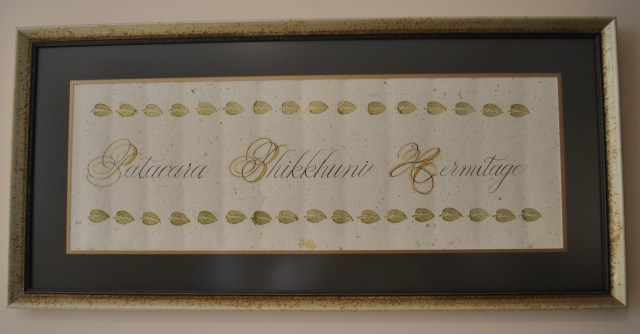 Patacara Bhikkhuni Hermitage